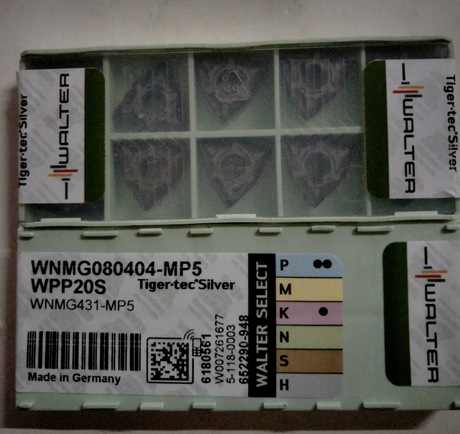 Tiger·tec®Silver
WALTER
Tiger·tec®Silver
WALTER
WNMG080404-MP5
WPP20S
Tiger·tec®Silver
WNMG431-MP5
Made in Germany
6180561
W007261677
5-118-0003
652290-948
WALTER SELECT
P ●●
M
K ●
N
S
H
WALTER